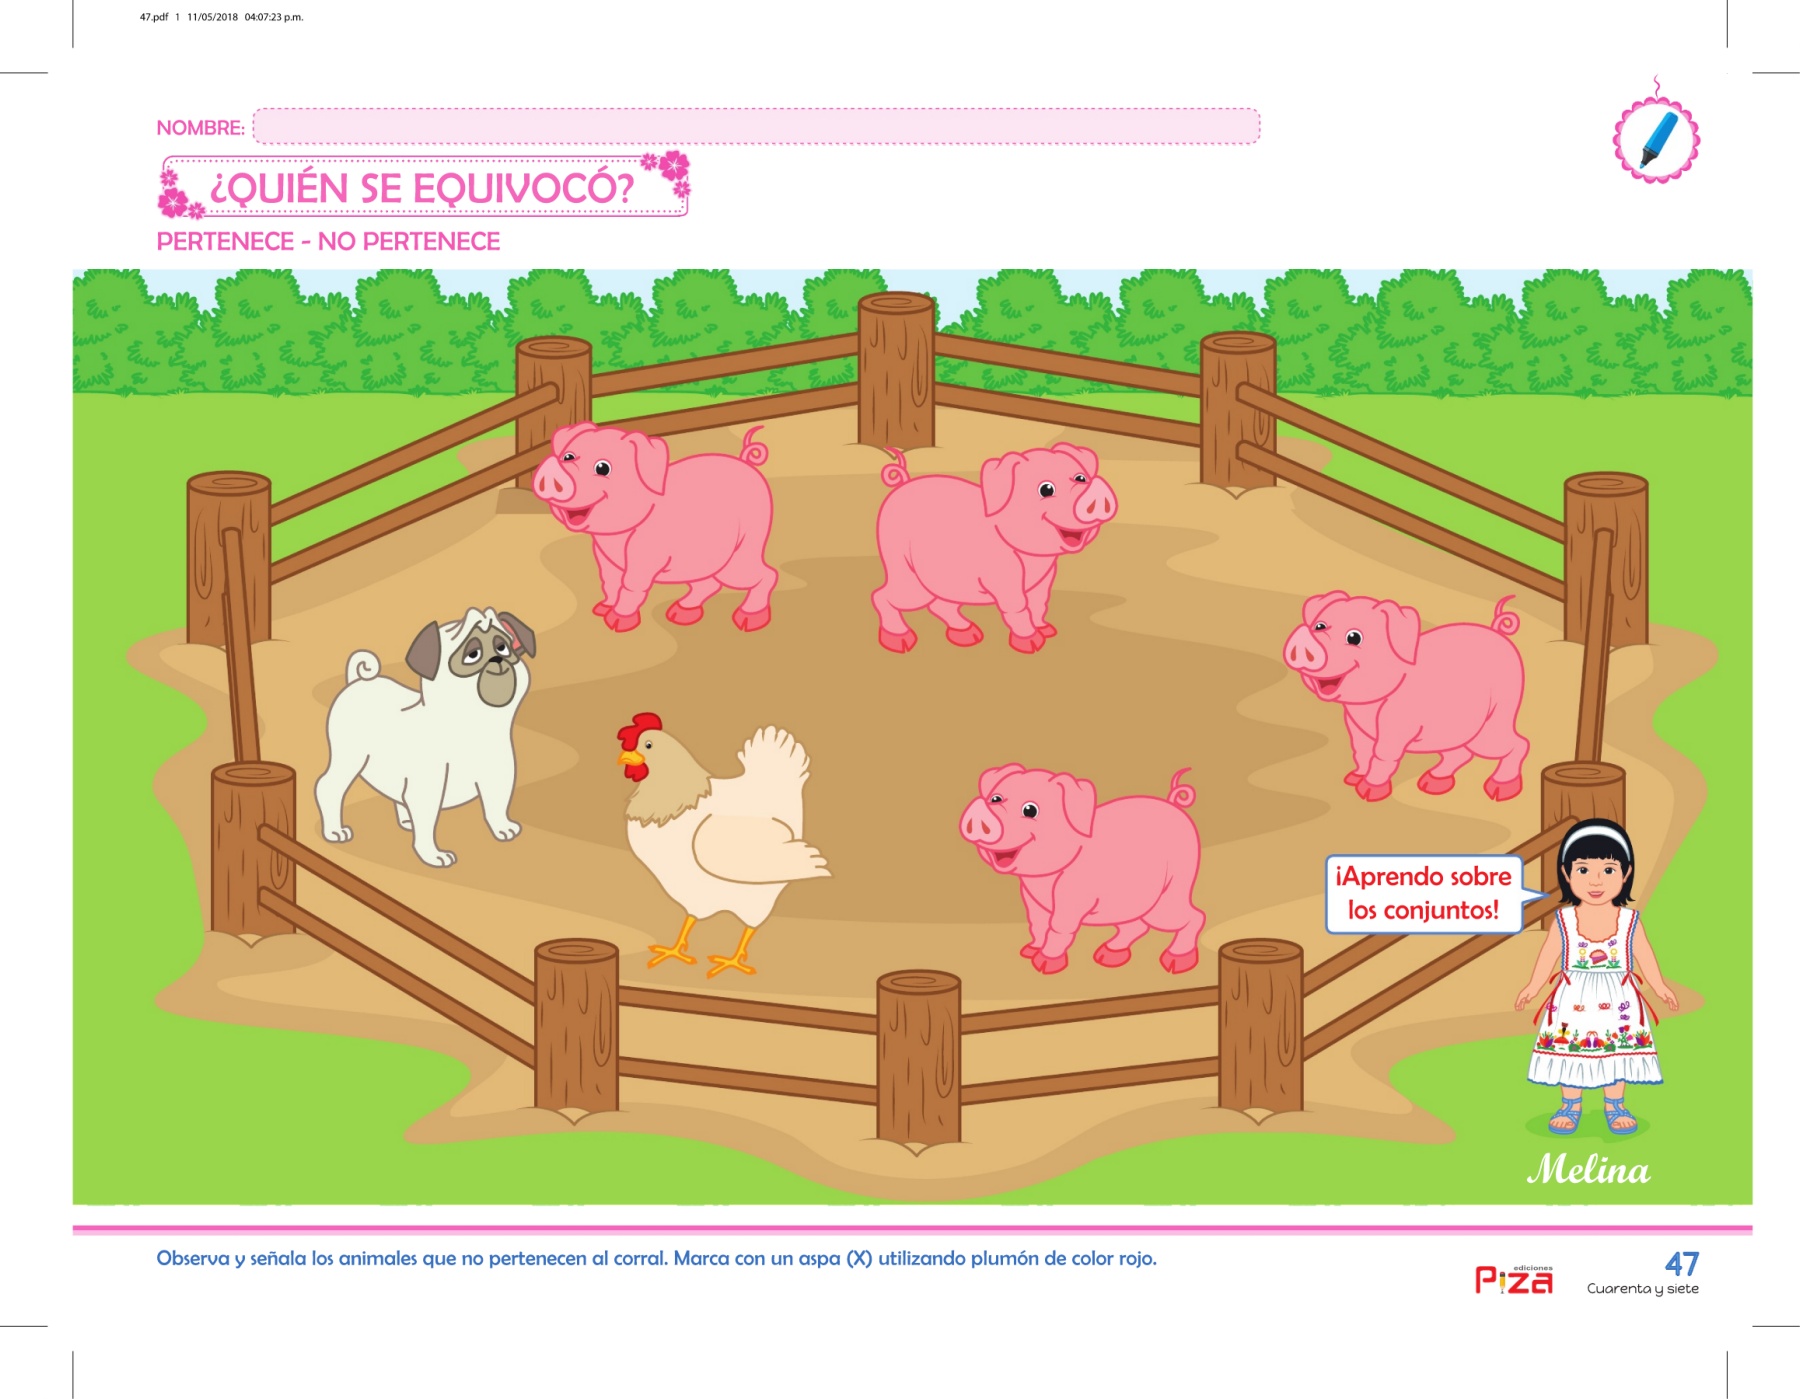 47.pdf 1 11/05/2018 04:07:23 p.m.
NOMBRE:
¿QUIÉN SE EQUIVOCÓ?
PERTENECE - NO PERTENECE
¡Aprendo sobre
los conjuntos!
Melina
Observa y señala los animales que no pertenecen al corral. Marca con un aspa (X) utilizando plumón de color rojo.
ediciones
Piza
47
Cuarenta y siete